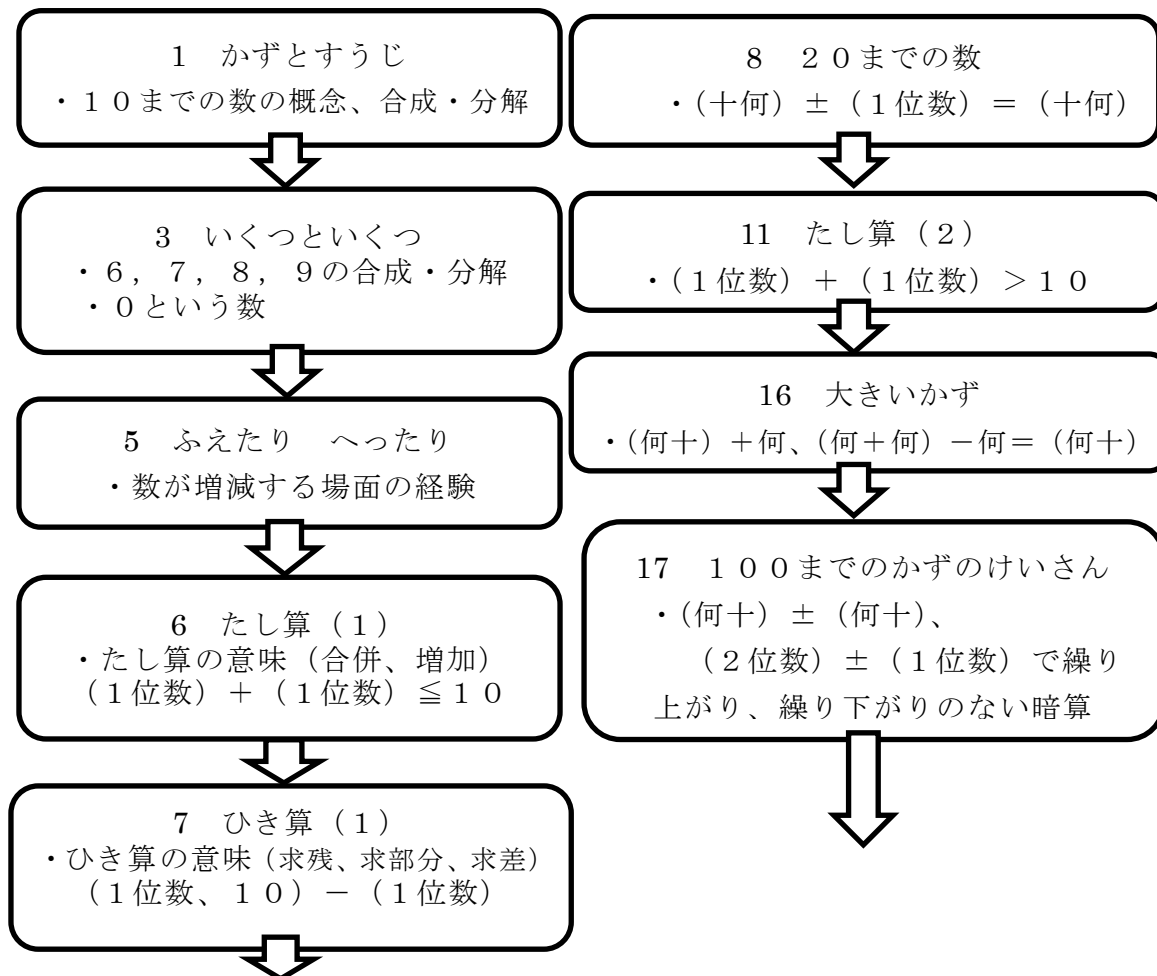 1　かずとすうじ
・１０までの数の概念、合成・分解
3　いくつといくつ
・６，７，８，９の合成・分解
・０という数
5　ふえたり　へったり
・数が増減する場面の経験
6　たし算（１）
・たし算の意味（合併、増加）
（１位数）＋（１位数）≦１０
7　ひき算（１）
・ひき算の意味（求残、求部分、求差）
（１位数、１０）－（１位数）
8　２０までの数
・（十何）±（１位数）＝（十何）
11　たし算（２）
・（１位数）＋（１位数）＞１０
16　大きいかず
・（何十）＋何、（何＋何）－何＝（何十）
17　１００までのかずのけいさん
・（何十）±（何十）、
（２位数）±（１位数）で繰り
上がり、繰り下がりのない暗算